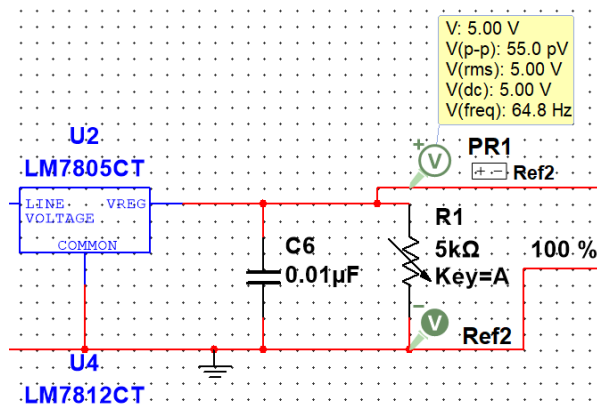 V: 5.00 V
V(p-p): 55.0 pV
V(rms): 5.00 V
V(dc): 5.00 V
V(freq): 64.8 Hz
U2
LM7805CT
LINE VREG
VOLTAGE
COMMON
+
V
PR1
+ - Ref2
R1
5kΩ
Key=A
100 %
C6
0.01µF
-
V
Ref2
U4
LM7812CT